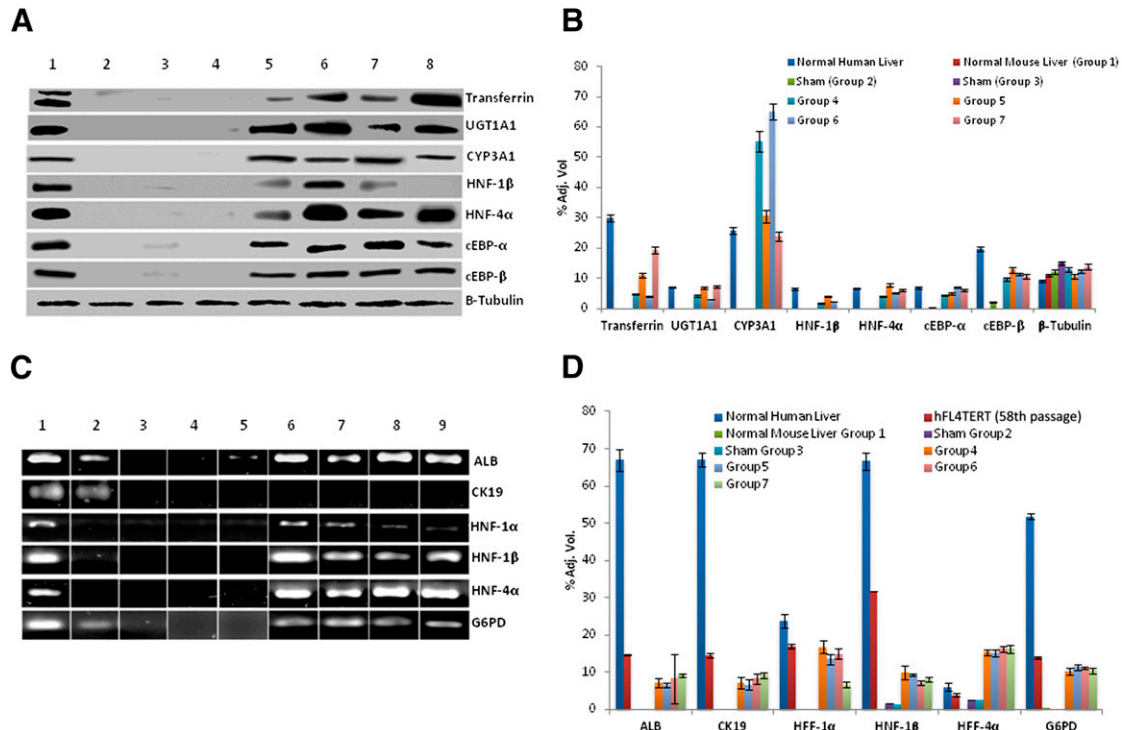 A
1 2 3 4 5 6 7 8
Transferrin
UGT1A1
CYP3A1
HNF-1β
HNF-4α
cEBP-α
cEBP-β
B-Tubulin
B
Normal Human Liver
Normal Mouse Liver (Group 1)
Sham (Group 2)
Sham (Group 3)
Group 4
Group 5
Group 6
Group 7
% Adj. Vol
80
70
60
50
40
30
20
10
0
Transferrin UGT1A1 CYP3A1 HNF-1β HNF-4α cEBP-α cEBP-β β-Tubulin
C
1 2 3 4 5 6 7 8 9
ALB
CK19
HNF-1α
HNF-1β
HNF-4α
G6PD
D
Normal Human Liver
hFL4TERT (58th passage)
Normal Mouse Liver Group 1
Sham Group2
Sham Group3
Group4
Group5
Group6
Group7
% Adj. Vol.
80
70
60
50
40
30
20
10
0
ALB CK19 HFF-1α HNF-1β HFF-4α G6PD